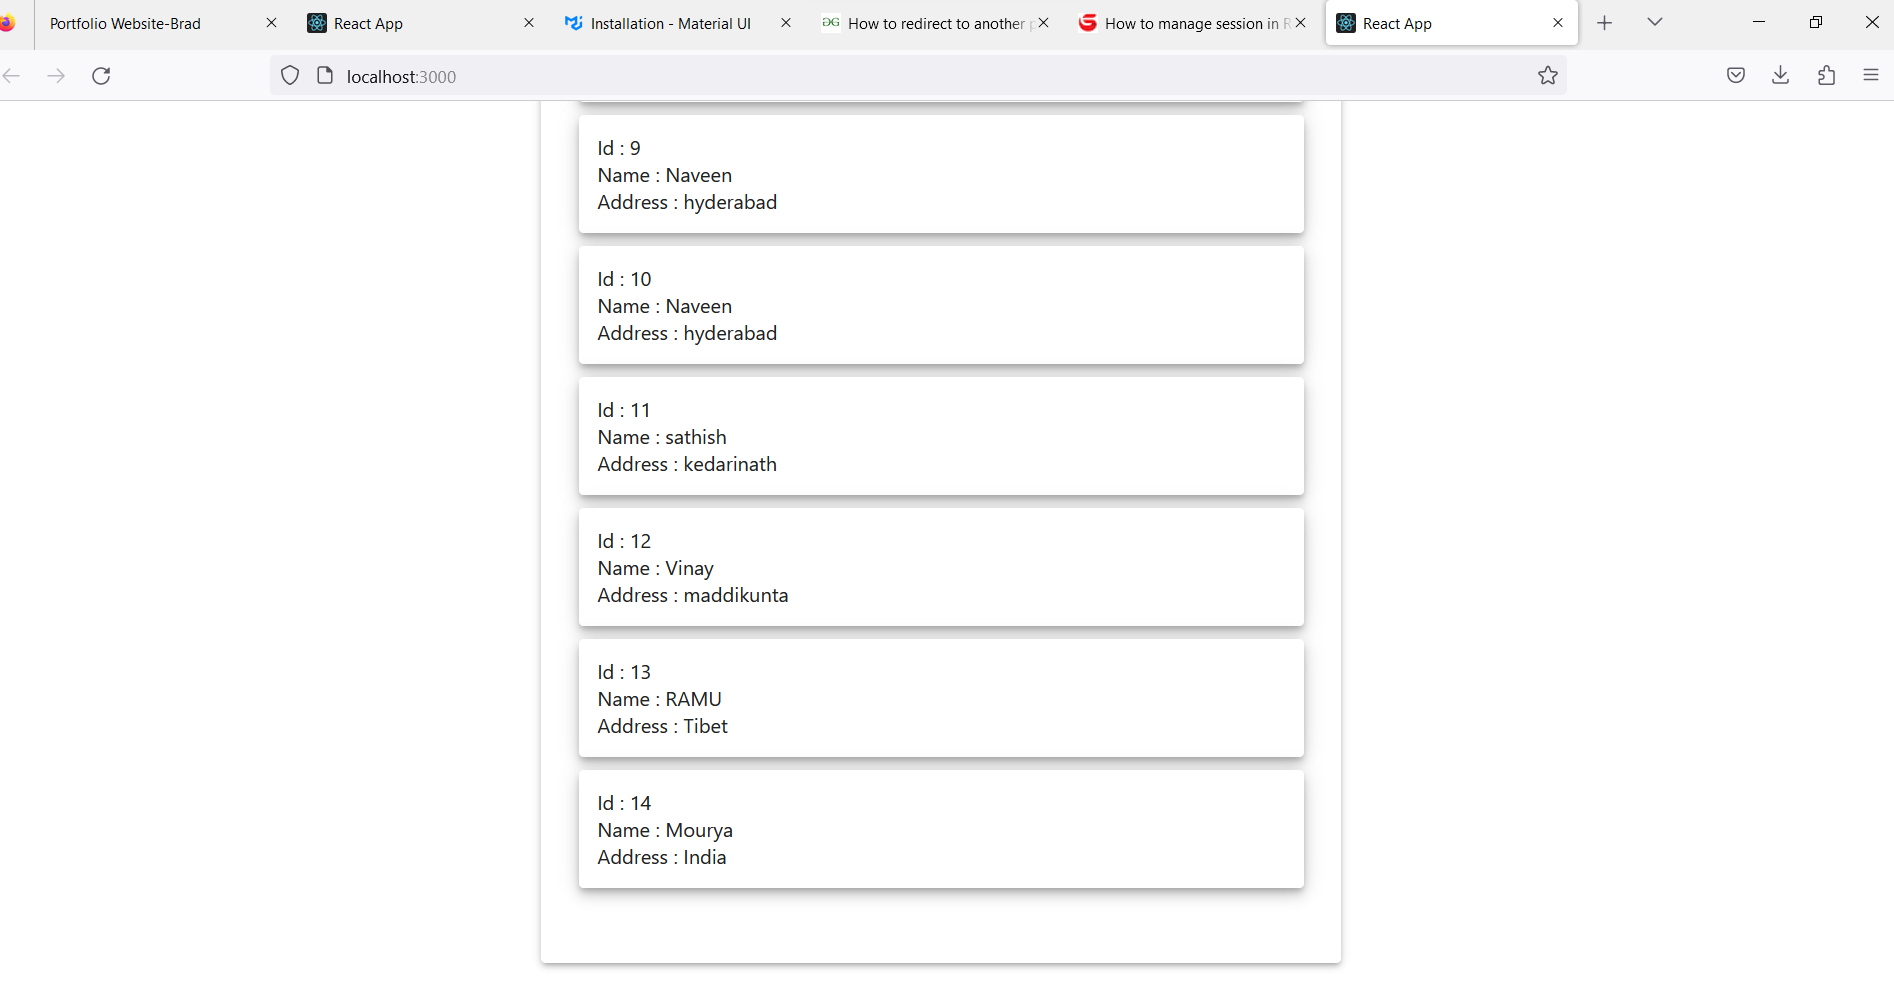 Portfolio Website-Brad
React App
Installation - Material UI
How to redirect to another p
How to manage session in R
React App
localhost:3000
Id : 9
Name : Naveen
Address : hyderabad
Id : 10
Name : Naveen
Address : hyderabad
Id : 11
Name : sathish
Address : kedarinath
Id : 12
Name : Vinay
Address : maddikunta
Id : 13
Name : RAMU
Address : Tibet
Id : 14
Name : Mourya
Address : India